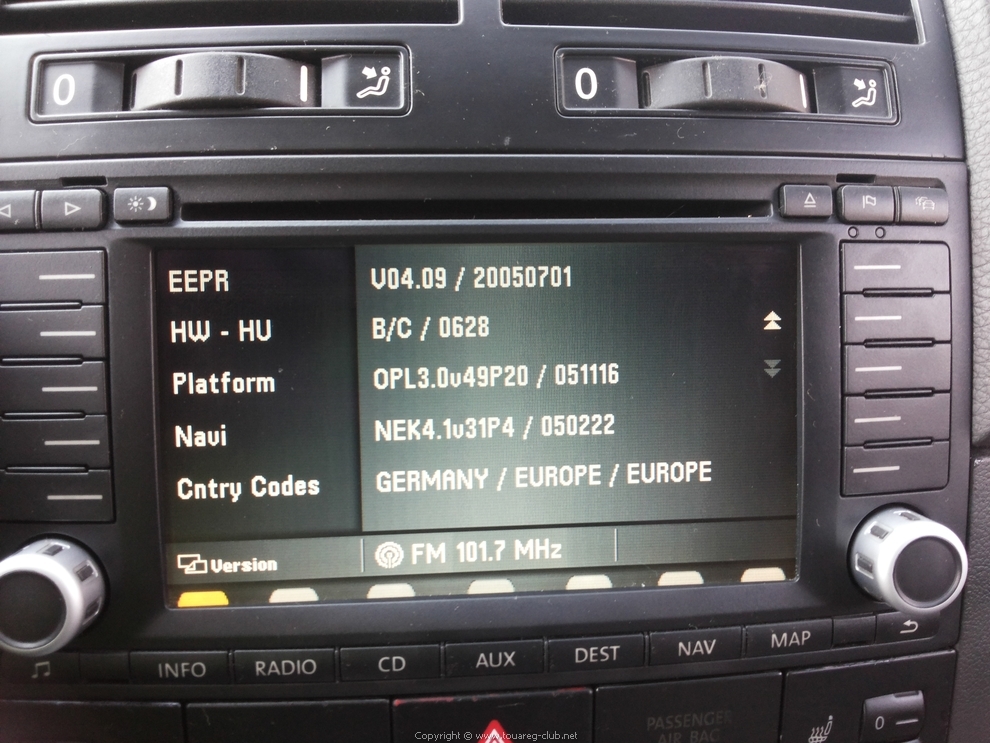 0 0
EEPR V04.09 / 20050701
HW - HU B/C / 0628
Platform OPL3.0v49P20 / 051116
Navi NEK4.1v31P4 / 050222
Cntry Codes GERMANY / EUROPE / EUROPE
Version FM 101.7 MHz
INFO RADIO CD AUX DEST NAV MAP
PASSENGER
AIR BAG
0
Copyright © www.touareg-club.net